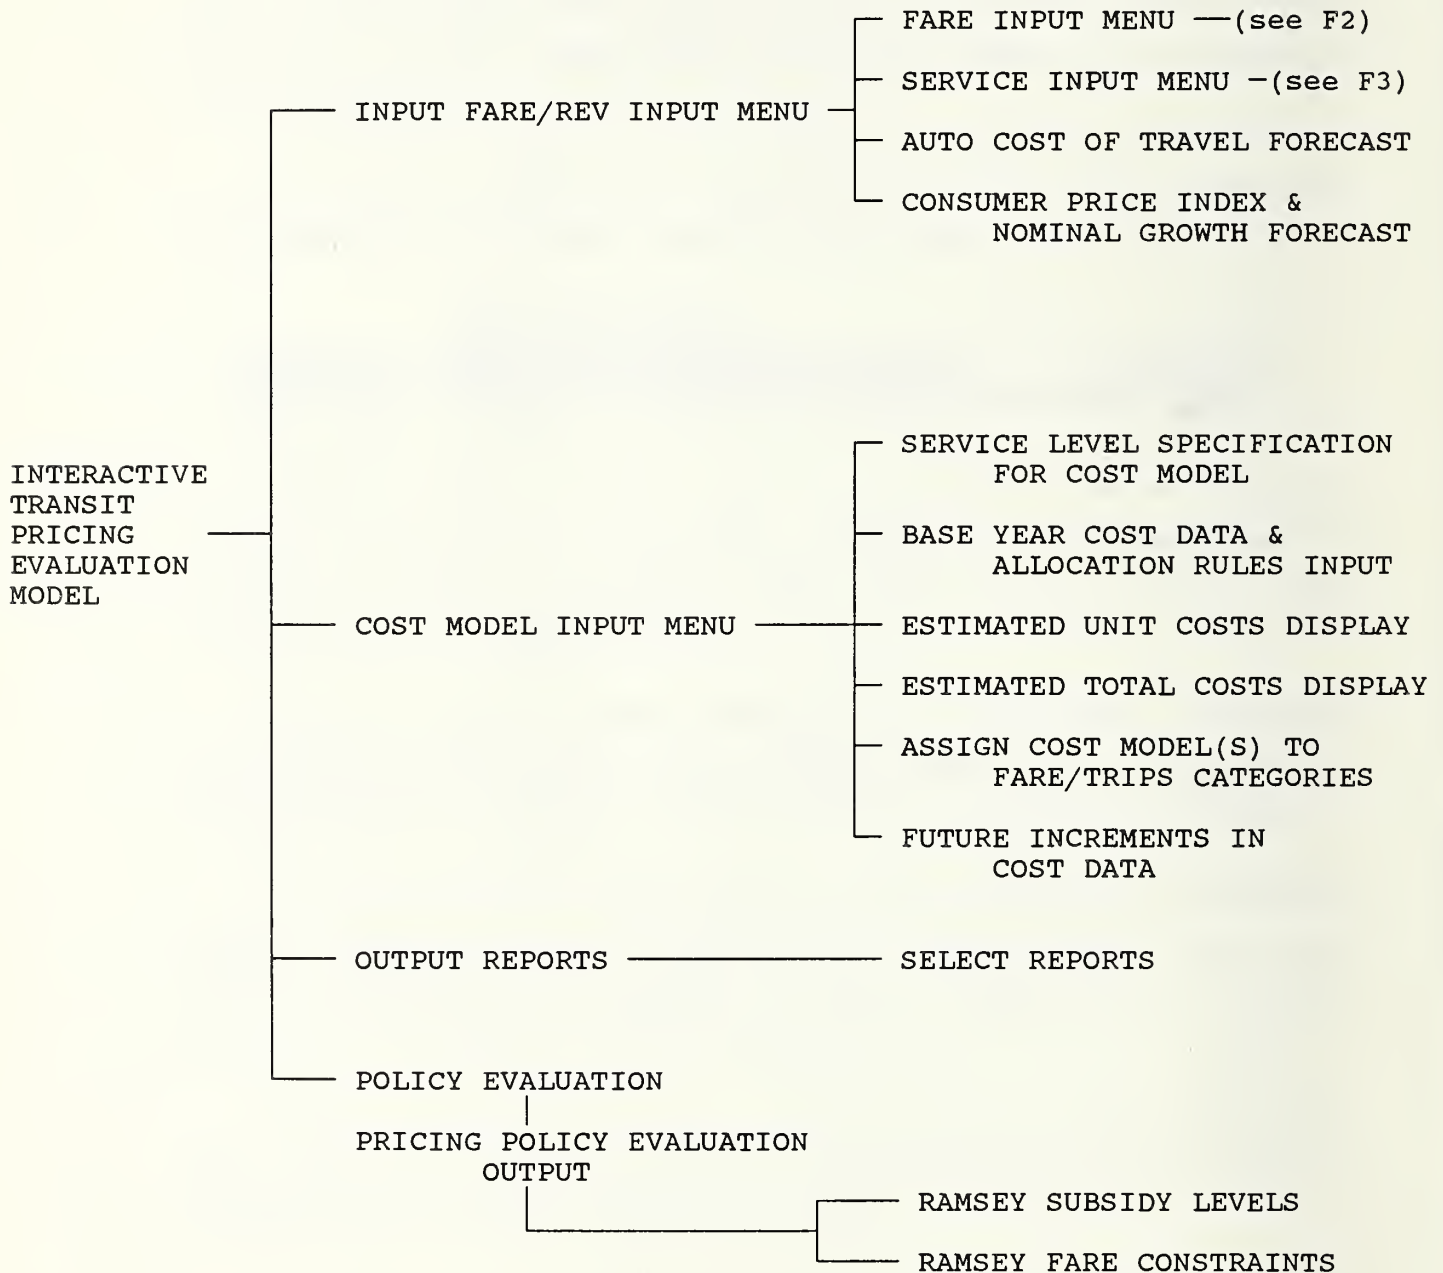 INTERACTIVE
TRANSIT
PRICING
EVALUATION
MODEL
INPUT FARE/REV INPUT MENU
FARE INPUT MENU —(see F2)
SERVICE INPUT MENU —(see F3)
AUTO COST OF TRAVEL FORECAST
CONSUMER PRICE INDEX &
NOMINAL GROWTH FORECAST
COST MODEL INPUT MENU
SERVICE LEVEL SPECIFICATION
FOR COST MODEL
BASE YEAR COST DATA &
ALLOCATION RULES INPUT
ESTIMATED UNIT COSTS DISPLAY
ESTIMATED TOTAL COSTS DISPLAY
ASSIGN COST MODEL(S) TO
FARE/TRIPS CATEGORIES
FUTURE INCREMENTS IN
COST DATA
OUTPUT REPORTS
SELECT REPORTS
POLICY EVALUATION
PRICING POLICY EVALUATION
OUTPUT
RAMSEY SUBSIDY LEVELS
RAMSEY FARE CONSTRAINTS